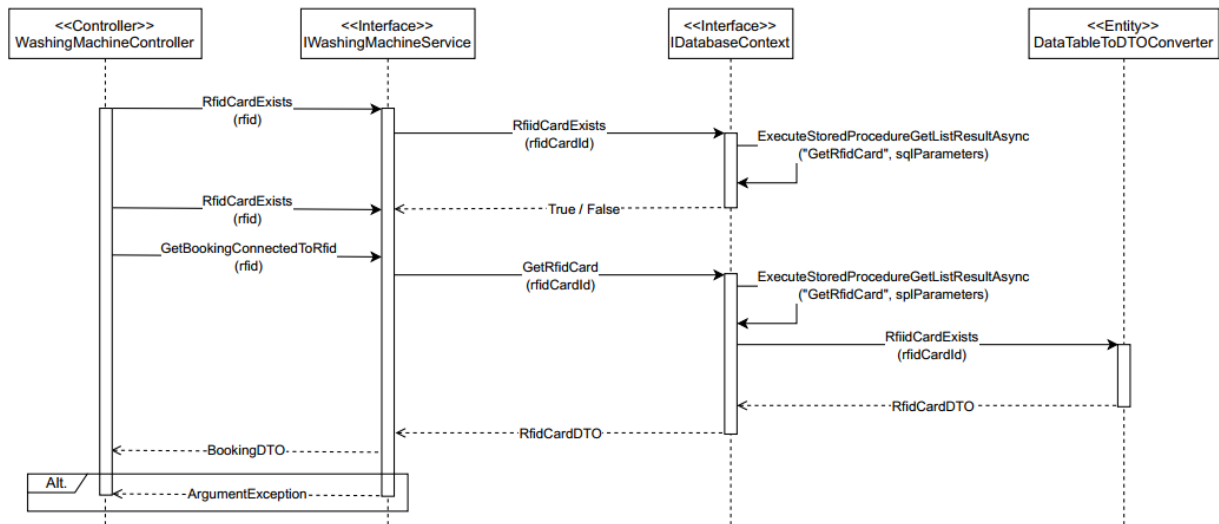 <<Controller>>
WashingMachineController
<<Interface>>
IWashingMachineService
<<Interface>>
IDatabaseContext
<<Entity>>
DataTableToDTOConverter
RfidCardExists
(rfid)
RfiidCardExists
(rfidCardId)
ExecuteStoredProcedureGetListResultAsync
("GetRfidCard", sqlParameters)
RfidCardExists
(rfid)
True / False
GetBookingConnectedToRfid
(rfid)
GetRfidCard
(rfidCardId)
ExecuteStoredProcedureGetListResultAsync
("GetRfidCard", splParameters)
RfiidCardExists
(rfidCardId)
RfidCardDTO
RfidCardDTO
BookingDTO
Alt.
ArgumentException